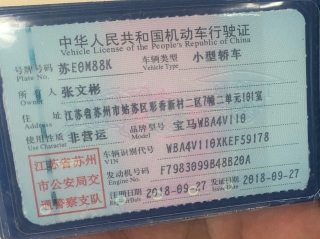 中华人民共和国机动车行驶证
Vehicle License of the People's Republic of China
号牌号码 苏E0M88K 车辆类型 小型轿车
Plate No. Vehicle Type
所有人 张文彬
Owner
住址 江苏省苏州市姑苏区彩香新村二区7幢二单元101室
Address
使用性质 非营运 品牌型号 宝马WBA4V110
Use Character Model
车辆识别代号 WBA4V110XKEF59178
VIN
发动机号码 F7983099B48B20A
Engine No.
注册日期 2018-09-27 发证日期 2018-09-27
Register Date Issue Date
江苏省苏州
市公安局交
通警察支队